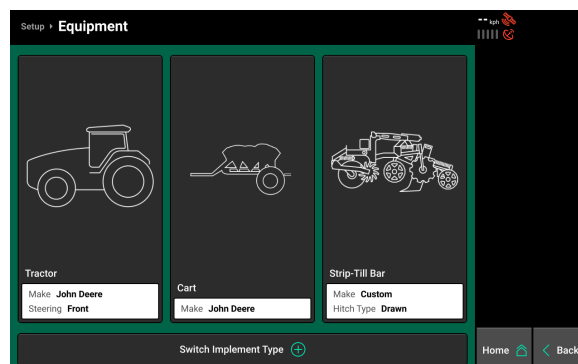 Setup › Equipment
-- kph
Tractor
Make John Deere
Steering Front
Cart
Make John Deere
Strip-Till Bar
Make Custom
Hitch Type Drawn
Switch Implement Type
Home
Back